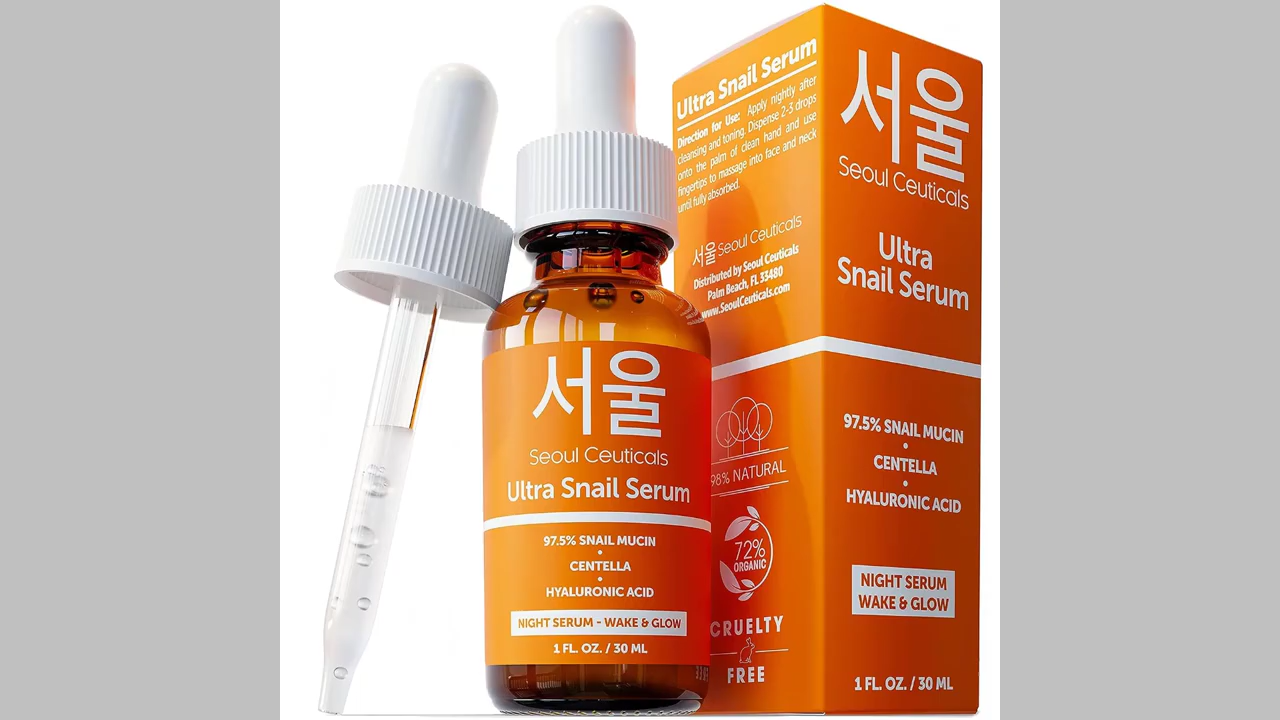 서울
Seoul Ceuticals
Ultra Snail Serum
97.5% SNAIL MUCIN
•
CENTELLA
•
HYALURONIC ACID
NIGHT SERUM - WAKE & GLOW
1 FL. OZ. / 30 ML
Ultra Snail Serum
Direction for Use: Apply nightly after
cleansing and toning. Dispense 2-3 drops
onto the palm of clean hand and use
fingertips to massage into face and neck
until fully absorbed.
서울 Seoul Ceuticals
Distributed by Seoul Ceuticals
Palm Beach, FL 33480
www.SeoulCeuticals.com
98% NATURAL
72%
ORGANIC
CRUELTY
FREE
서울
Seoul Ceuticals
Ultra
Snail Serum
97.5% SNAIL MUCIN
•
CENTELLA
•
HYALURONIC ACID
NIGHT SERUM
WAKE & GLOW
1 FL. OZ. / 30 ML